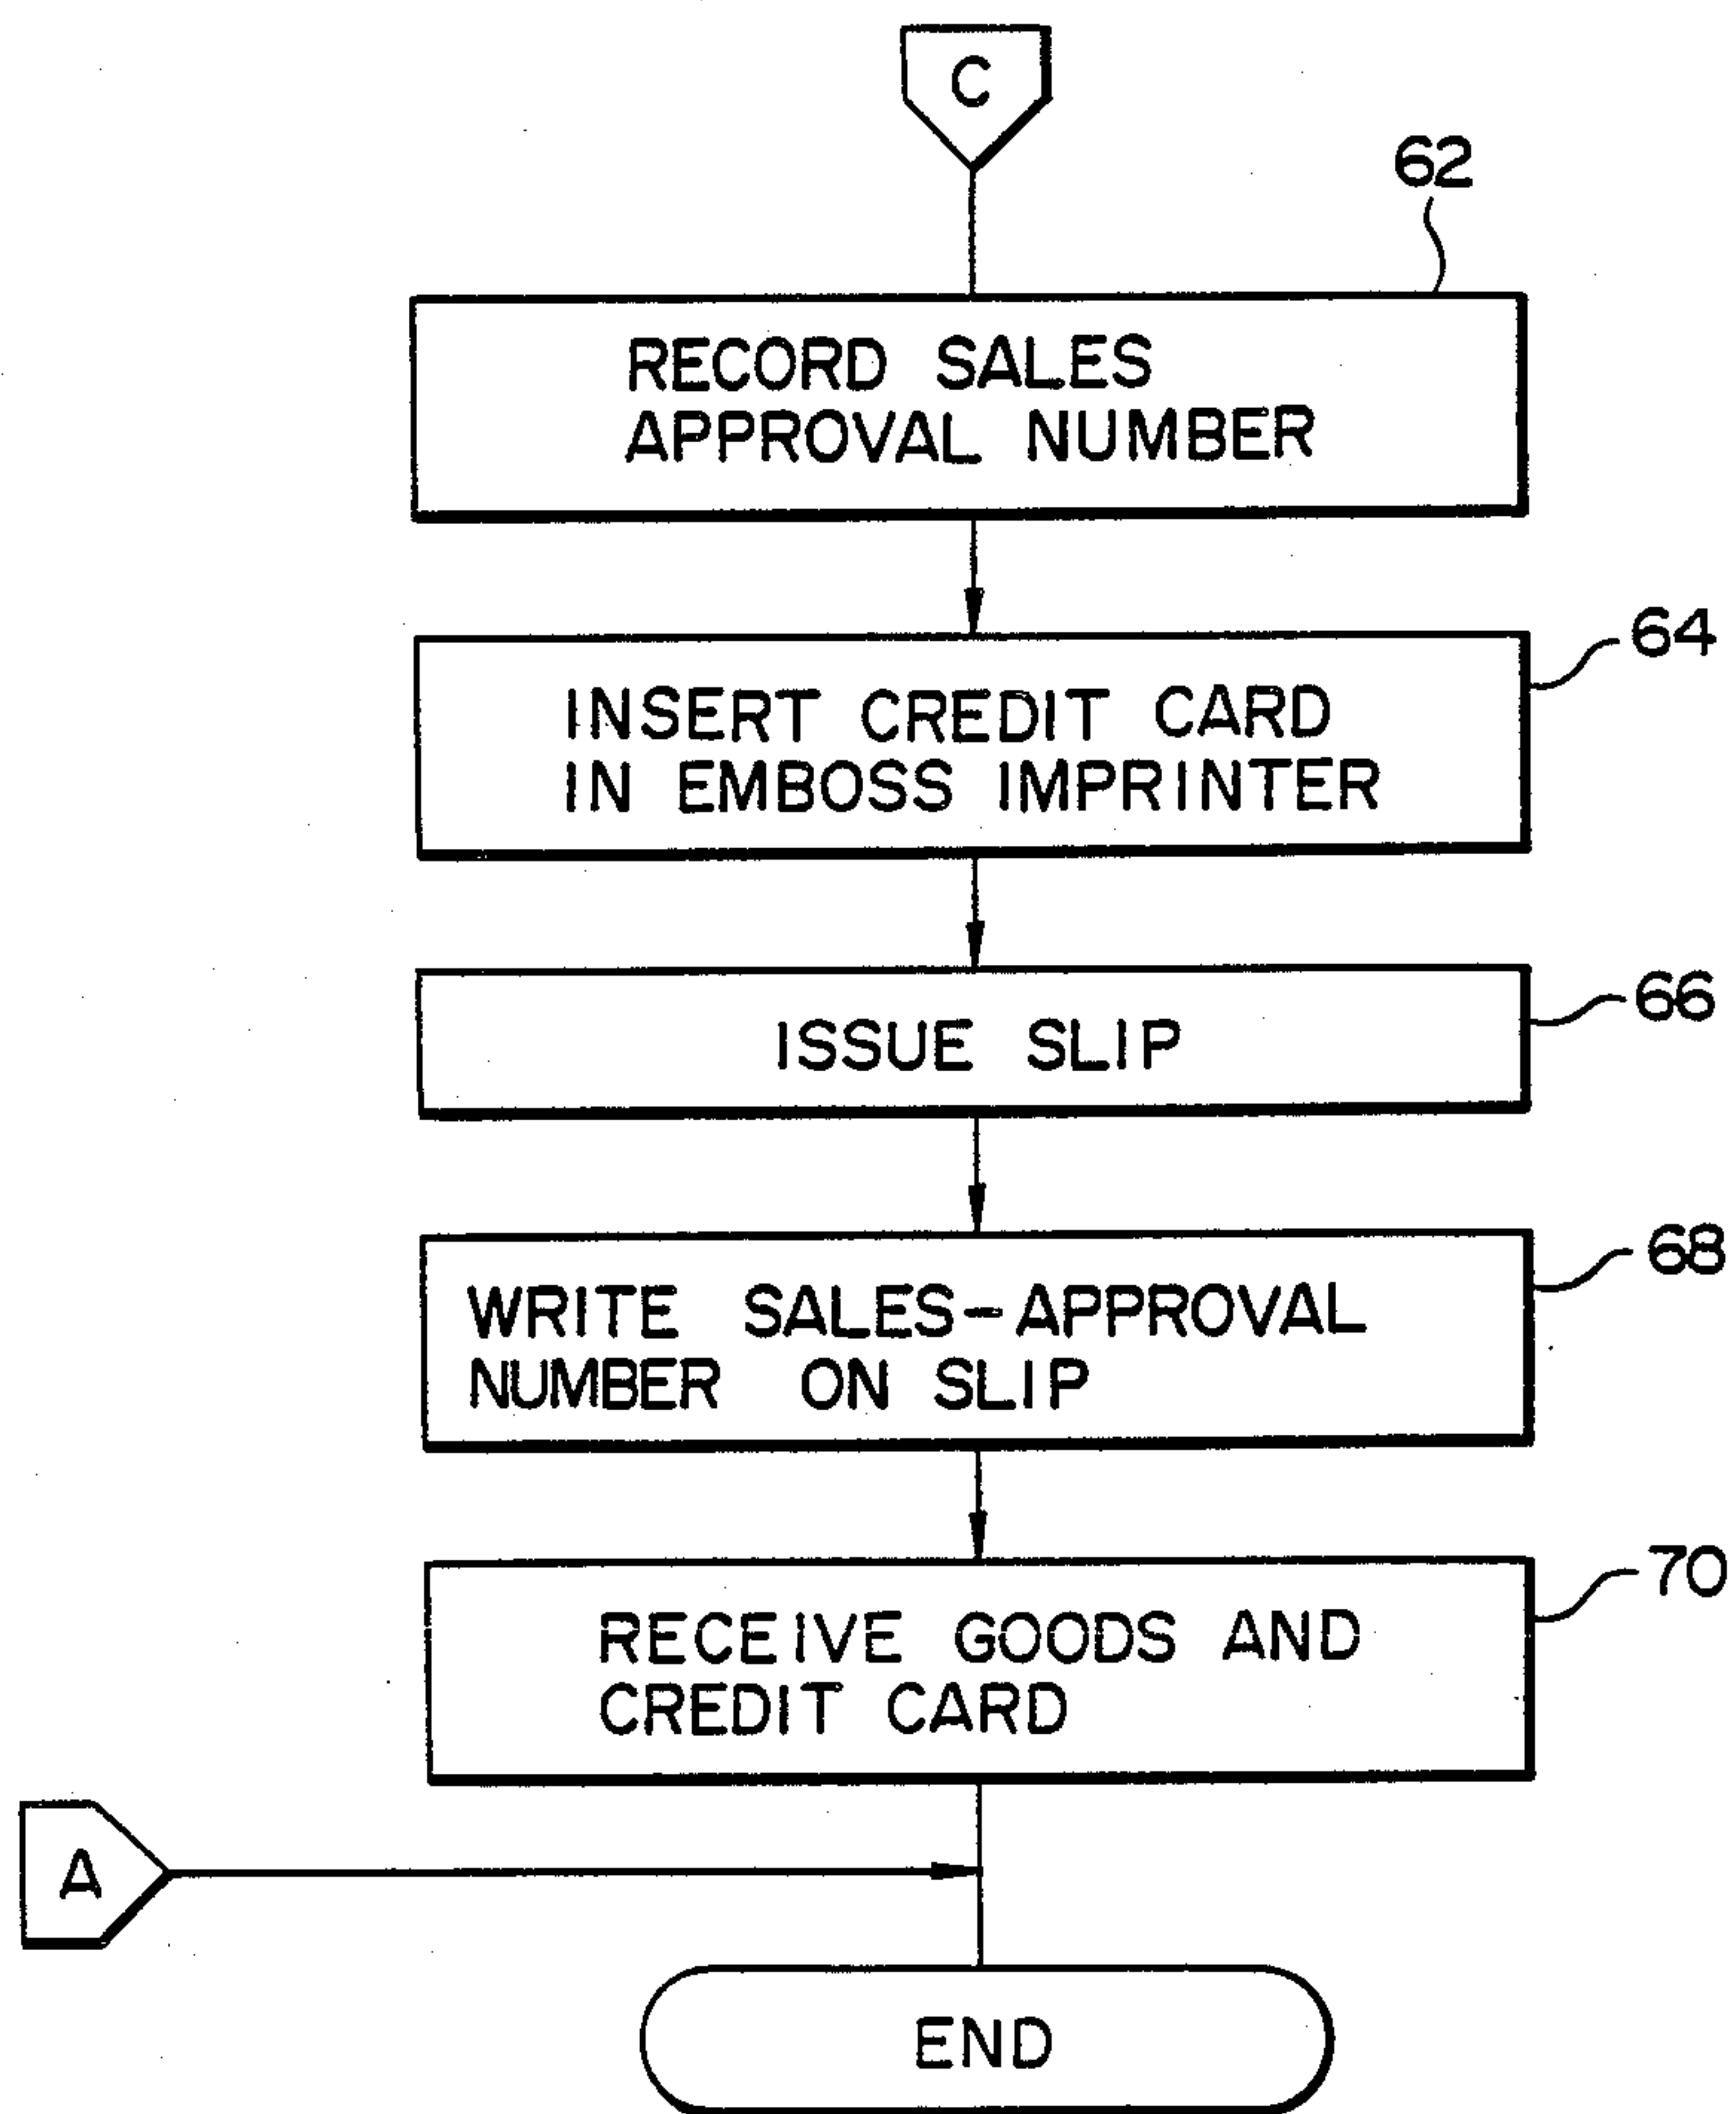 C
62
RECORD SALES
APPROVAL NUMBER
64
INSERT CREDIT CARD
IN EMBOSS IMPRINTER
66
ISSUE SLIP
68
WRITE SALES-APPROVAL
NUMBER ON SLIP
70
RECEIVE GOODS AND
CREDIT CARD
A
END